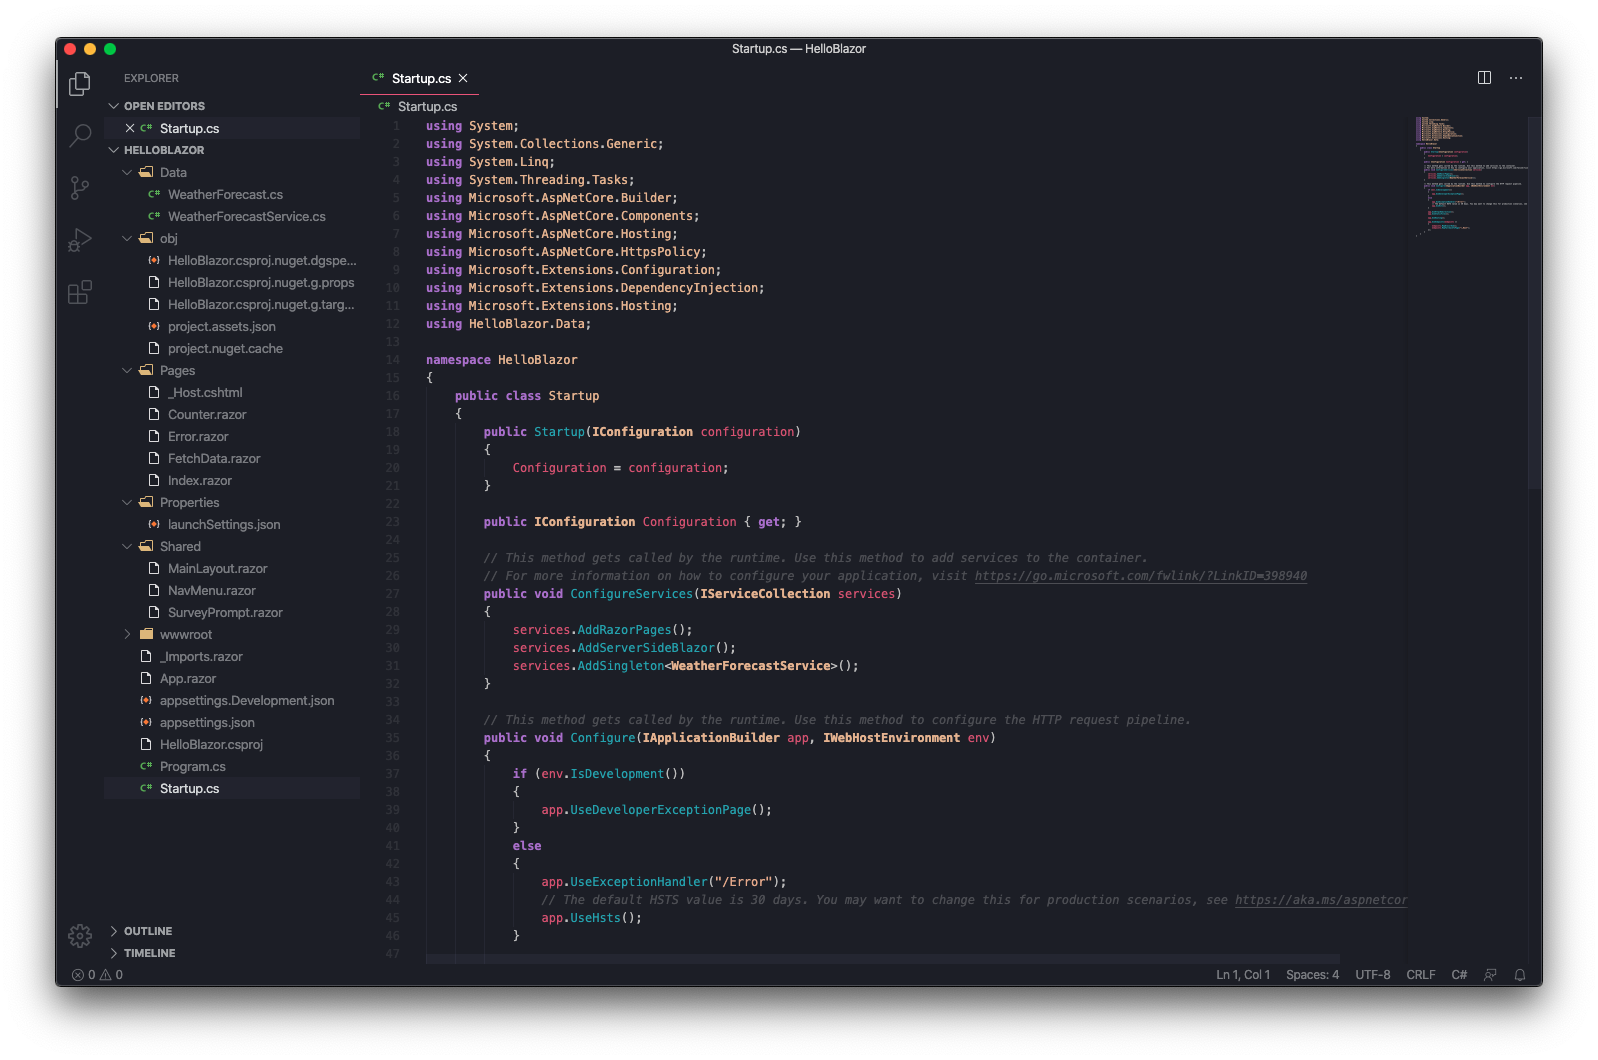 Startup.cs — HelloBlazor
EXPLORER
OPEN EDITORS
C# Startup.cs
HELLOBLAZOR
Data
C# WeatherForecast.cs
C# WeatherForecastService.cs
obj
HelloBlazor.csproj.nuget.dgspe...
HelloBlazor.csproj.nuget.g.props
HelloBlazor.csproj.nuget.g.targ...
project.assets.json
project.nuget.cache
Pages
_Host.cshtml
Counter.razor
Error.razor
FetchData.razor
Index.razor
Properties
launchSettings.json
Shared
MainLayout.razor
NavMenu.razor
SurveyPrompt.razor
wwwroot
_Imports.razor
App.razor
appsettings.Development.json
appsettings.json
HelloBlazor.csproj
C# Program.cs
C# Startup.cs
OUTLINE
TIMELINE
C# Startup.cs
C# Startup.cs
1 using System;
2 using System.Collections.Generic;
3 using System.Linq;
4 using System.Threading.Tasks;
5 using Microsoft.AspNetCore.Builder;
6 using Microsoft.AspNetCore.Components;
7 using Microsoft.AspNetCore.Hosting;
8 using Microsoft.AspNetCore.HttpsPolicy;
9 using Microsoft.Extensions.Configuration;
10 using Microsoft.Extensions.DependencyInjection;
11 using Microsoft.Extensions.Hosting;
12 using HelloBlazor.Data;
13
14 namespace HelloBlazor
15 {
16 public class Startup
17 {
18 public Startup(IConfiguration configuration)
19 {
20 Configuration = configuration;
21 }
22
23 public IConfiguration Configuration { get; }
24
25 // This method gets called by the runtime. Use this method to add services to the container.
26 // For more information on how to configure your application, visit https://go.microsoft.com/fwlink/?LinkID=398940
27 public void ConfigureServices(IServiceCollection services)
28 {
29 services.AddRazorPages();
30 services.AddServerSideBlazor();
31 services.AddSingleton<WeatherForecastService>();
32 }
33
34 // This method gets called by the runtime. Use this method to configure the HTTP request pipeline.
35 public void Configure(IApplicationBuilder app, IWebHostEnvironment env)
36 {
37 if (env.IsDevelopment())
38 {
39 app.UseDeveloperExceptionPage();
40 }
41 else
42 {
43 app.UseExceptionHandler("/Error");
44 // The default HSTS value is 30 days. You may want to change this for production scenarios, see https://aka.ms/aspnetcor
45 app.UseHsts();
46 }
47
0 0
Ln 1, Col 1 Spaces: 4 UTF-8 CRLF C#